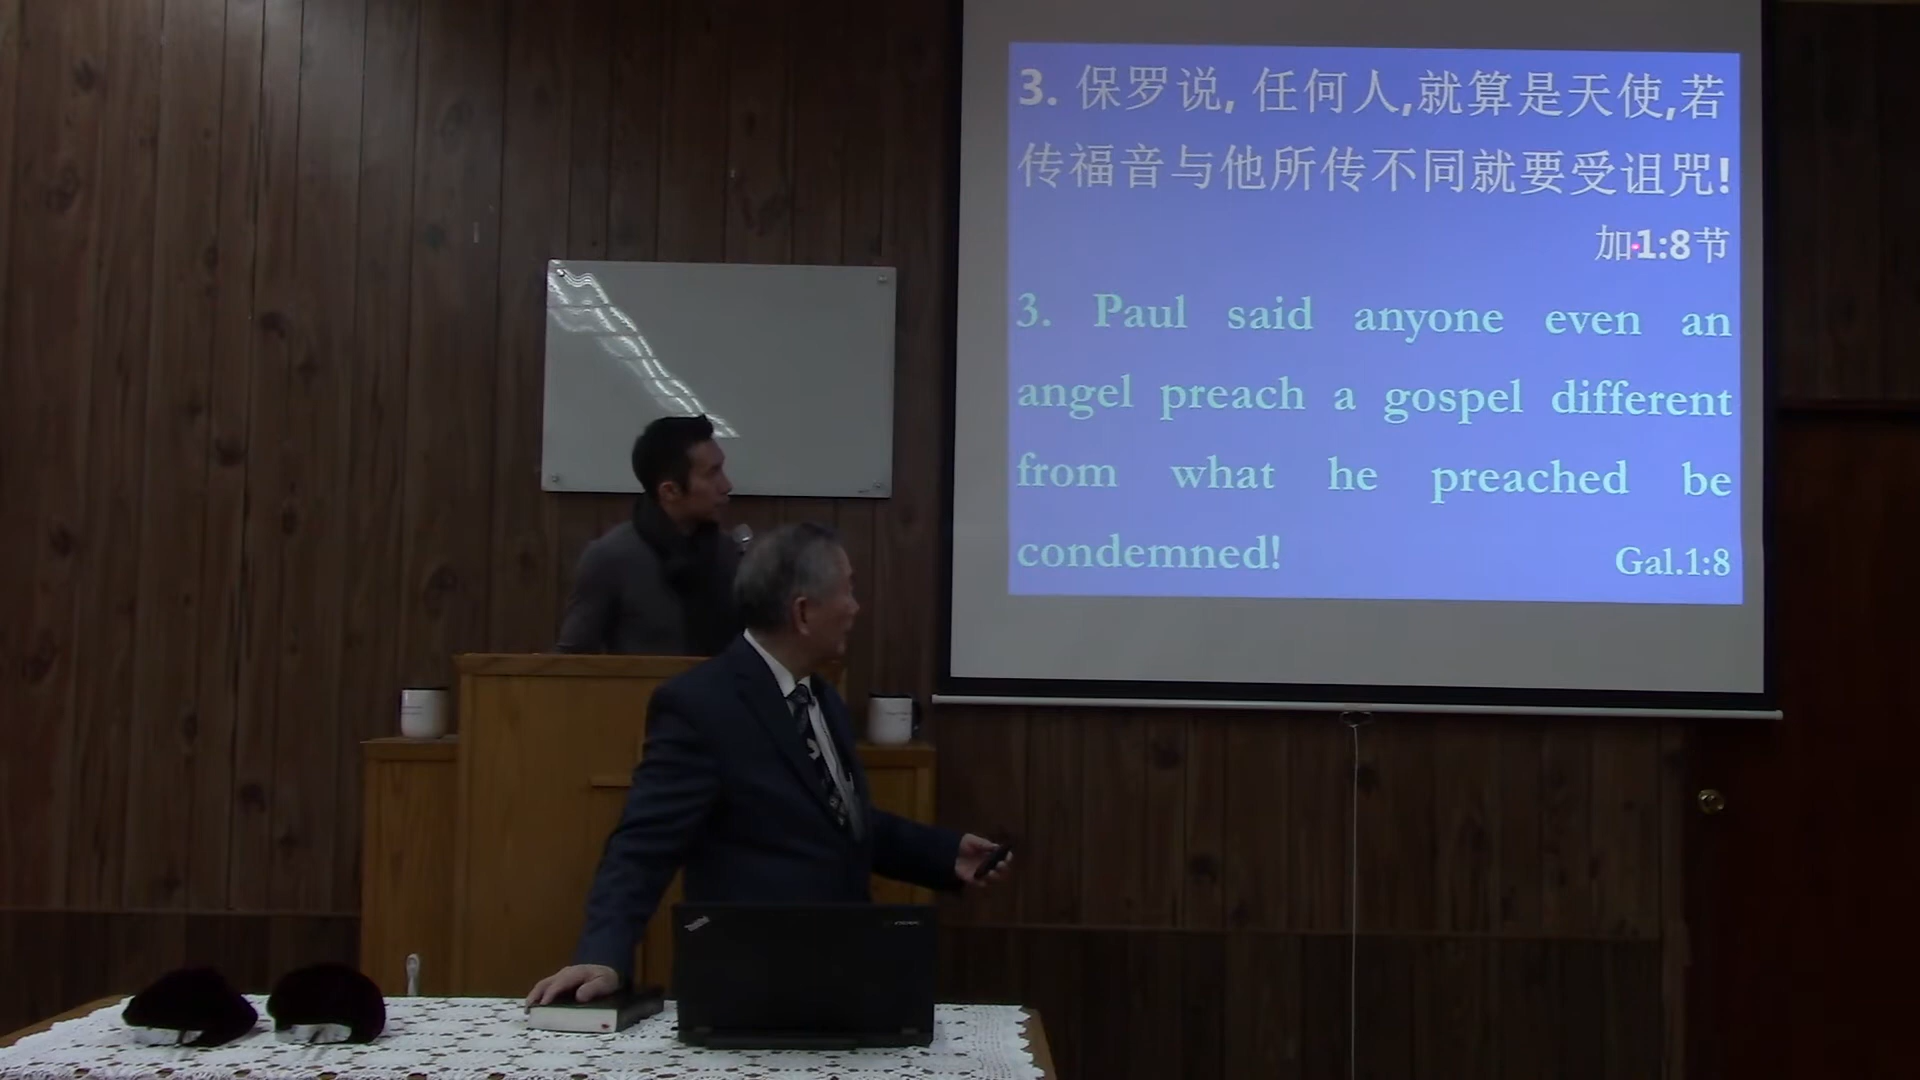 3. 保罗说, 任何人,就算是天使,若
传福音与他所传不同就要受诅咒!
加1:8节
3. Paul said anyone even an
angel preach a gospel different
from what he preached be
condemned! Gal.1:8
ThinkPad